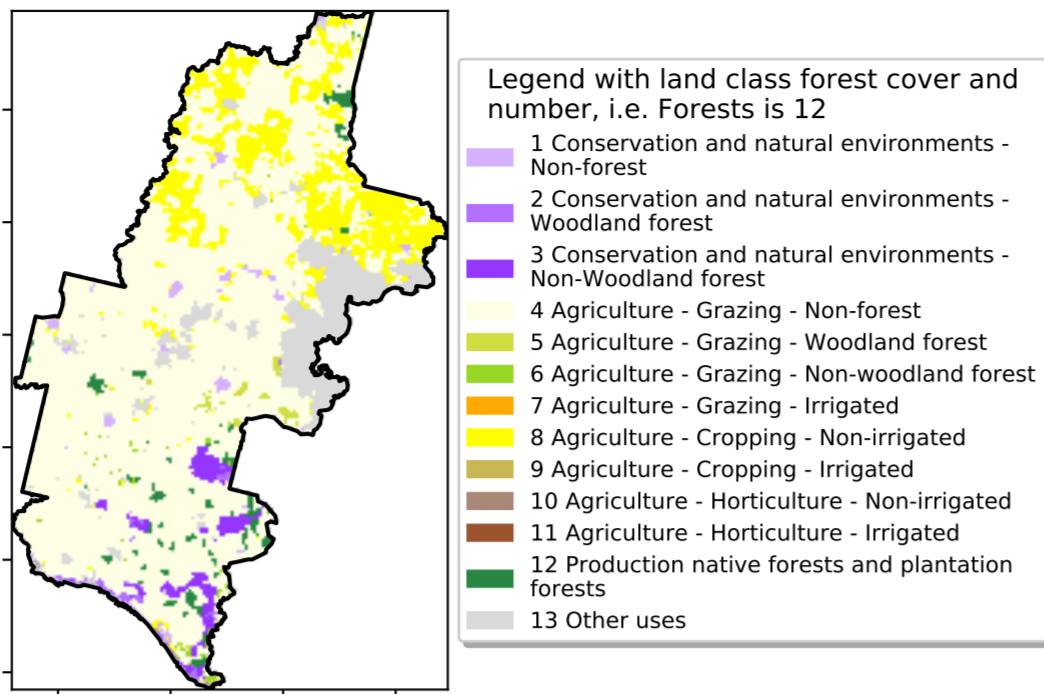 Legend with land class forest cover and
number, i.e. Forests is 12
1 Conservation and natural environments -
Non-forest
2 Conservation and natural environments -
Woodland forest
3 Conservation and natural environments -
Non-Woodland forest
4 Agriculture - Grazing - Non-forest
5 Agriculture - Grazing - Woodland forest
6 Agriculture - Grazing - Non-woodland forest
7 Agriculture - Grazing - Irrigated
8 Agriculture - Cropping - Non-irrigated
9 Agriculture - Cropping - Irrigated
10 Agriculture - Horticulture - Non-irrigated
11 Agriculture - Horticulture - Irrigated
12 Production native forests and plantation
forests
13 Other uses